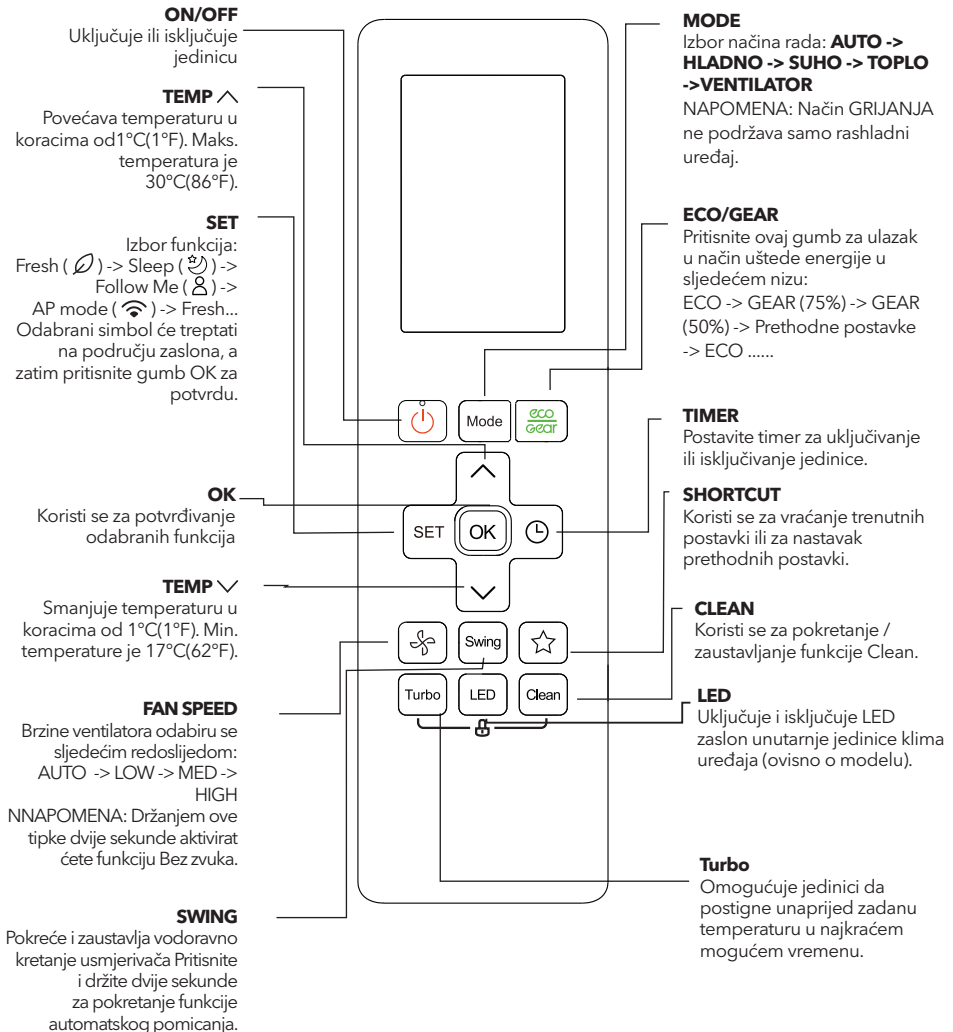 ON/OFF
Uključuje ili isključuje
jedinicu
TEMP
Povećava temperaturu u
koracima od1°C(1°F). Maks.
temperatura je
30°C(86°F).
SET
Izbor funkcija:
Fresh ( ) -> Sleep ( ) ->
Follow Me ( ) ->
AP mode ( ) -> Fresh...
Odabrani simbol će treptati
na području zaslona, a
zatim pritisnite gumb OK za
potvrdu.
OK
Koristi se za potvrđivanje
odabranih funkcija
TEMP
Smanjuje temperaturu u
koracima od 1°C(1°F). Min.
temperature je 17°C(62°F).
FAN SPEED
Brzine ventilatora odabiru se
sljedećim redoslijedom:
AUTO -> LOW -> MED ->
HIGH
NNAPOMENA: Držanjem ove
tipke dvije sekunde aktivirat
ćete funkciju Bez zvuka.
SWING
Pokreće i zaustavlja vodoravno
kretanje usmjerivača Pritisnite
i držite dvije sekunde
za pokretanje funkcije
automatskog pomicanja.
Mode
eco
Gear
SET
OK
Swing
Turbo
LED
Clean
MODE
Izbor načina rada: AUTO ->
HLADNO -> SUHO -> TOPLO
->VENTILATOR
NAPOMENA: Način GRIJANJA
ne podržava samo rashladni
uređaj.
ECO/GEAR
Pritisnite ovaj gumb za ulazak
u način uštede energije u
sljedećem nizu:
ECO -> GEAR (75%) -> GEAR
(50%) -> Prethodne postavke
-> ECO ......
TIMER
Postavite timer za uključivanje
ili isključivanje jedinice.
SHORTCUT
Koristi se za vraćanje trenutnih
postavki ili za nastavak
prethodnih postavki.
CLEAN
Koristi se za pokretanje /
zaustavljanje funkcije Clean.
LED
Uključuje i isključuje LED
zaslon unutarnje jedinice klima
uređaja (ovisno o modelu).
Turbo
Omogućuje jedinici da
postigne unaprijed zadanu
temperaturu u najkraćem
mogućem vremenu.